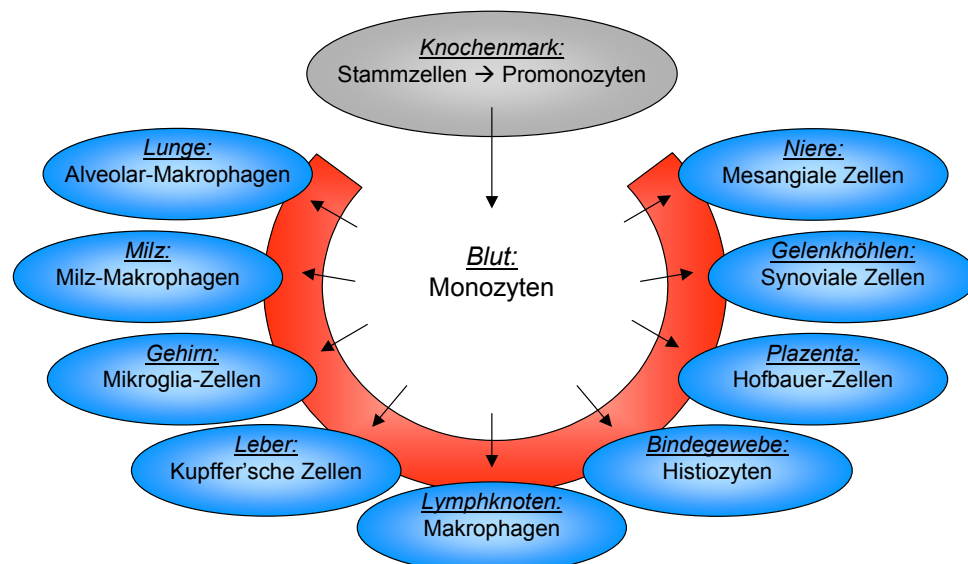 Knochenmark:
Stammzellen → Promonozyten
Lunge:
Alveolar-Makrophagen
Niere:
Mesangiale Zellen
Milz:
Milz-Makrophagen
Blut:
Monozyten
Gelenkhöhlen:
Synoviale Zellen
Gehirn:
Mikroglia-Zellen
Plazenta:
Hofbauer-Zellen
Leber:
Kupffer’sche Zellen
Bindegewebe:
Histiozyten
Lymphknoten:
Makrophagen